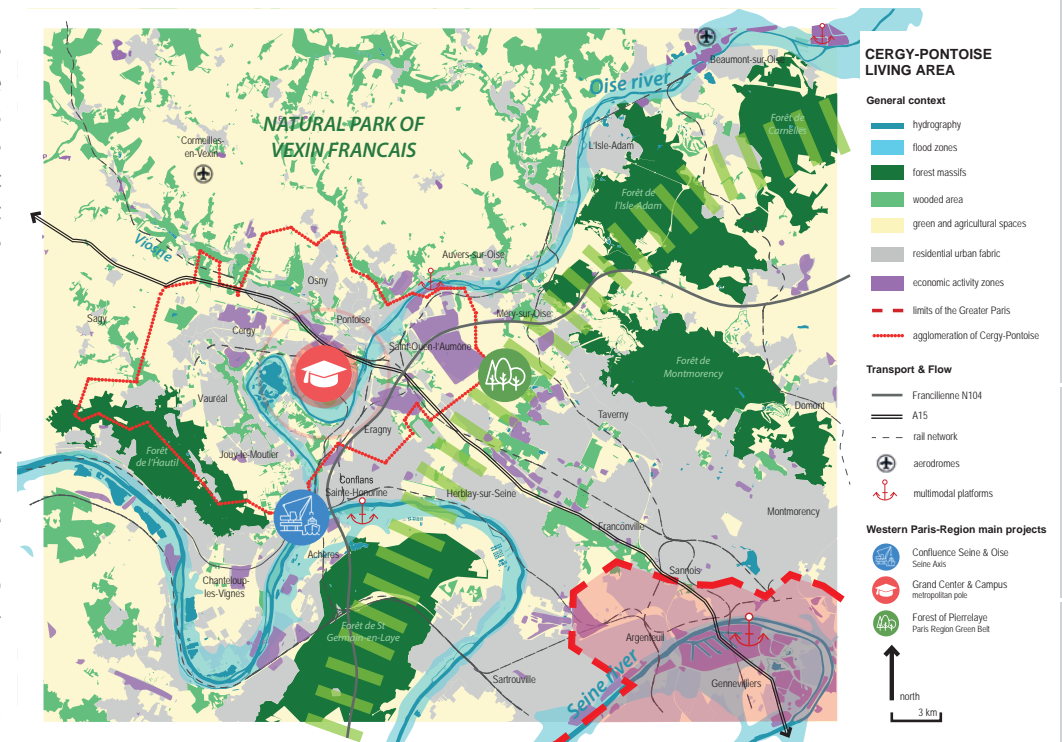 Beaumont-sur-Oise
Oise river
NATURAL PARK OF
VEXIN FRANCAIS
Cormeilles-
en-Vexin
L'Isle-Adam
Forêt de
Carnelles
Forêt de
l'Isle-Adam
Viosne
Auvers-sur-Oise
Osny
Sagy
Cergy
Pontoise
Mery-sur-Oise
Saint-Ouen-l'Aumône
Forêt de
Montmorency
Vauréal
Taverny
Domont
Eragny
Forêt
de l'Hautil
Jouy-le-Moutier
Conflans
Sainte-Honorine
Herblay-sur-Seine
Montmorency
Franconville
Achères
Sannois
Chanteloup-
les-Vignes
Forêt de St
Germain-en-Laye
Argenteuil
Sartrouville
Seine river
Gennevilliers
CERGY-PONTOISE
LIVING AREA
General context
hydrography
flood zones
forest massifs
wooded area
green and agricultural spaces
residential urban fabric
economic activity zones
limits of the Greater Paris
agglomeration of Cergy-Pontoise
Transport & Flow
Francilienne N104
A15
rail network
aerodromes
multimodal platforms
Western Paris-Region main projects
Confluence Seine & Oise
Seine Axis
Grand Center & Campus
metropolitan pole
Forest of Pierrelaye
Paris Region Green Belt
north
3 km